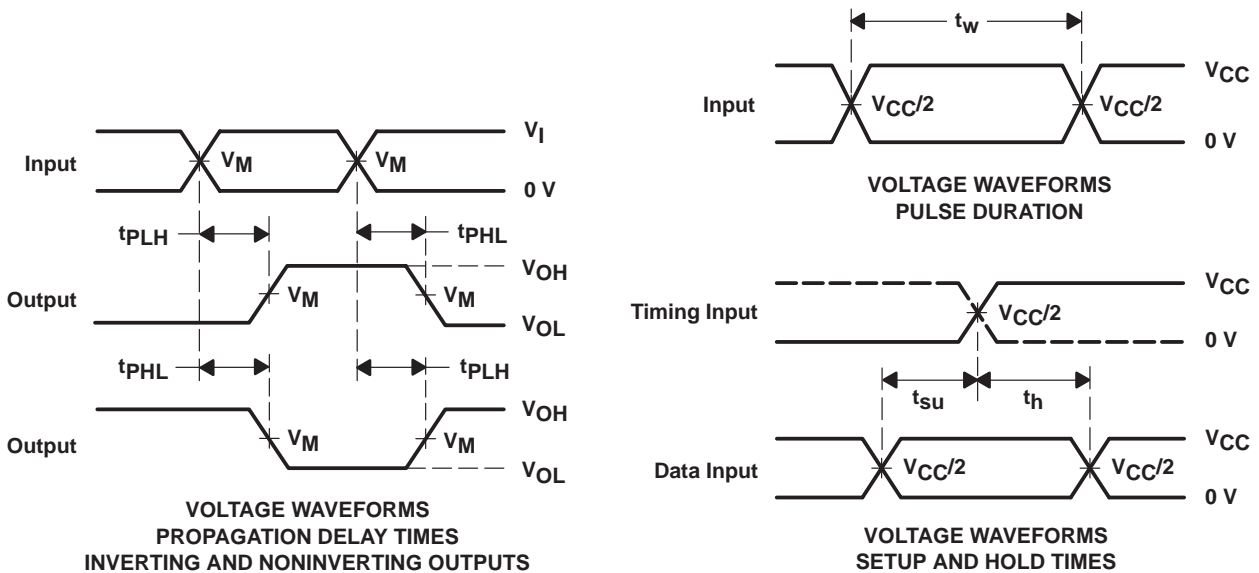 Input
VM
VM
VI
0 V
tPLH
tPHL
Output
VM
VM
VOH
VOL
tPHL
tPLH
Output
VM
VM
VOH
VOL
VOLTAGE WAVEFORMS
PROPAGATION DELAY TIMES
INVERTING AND NONINVERTING OUTPUTS
tw
Input
VCC/2
VCC/2
VCC
0 V
VOLTAGE WAVEFORMS
PULSE DURATION
Timing Input
VCC/2
VCC
0 V
tsu
th
Data Input
VCC/2
VCC/2
VCC
0 V
VOLTAGE WAVEFORMS
SETUP AND HOLD TIMES